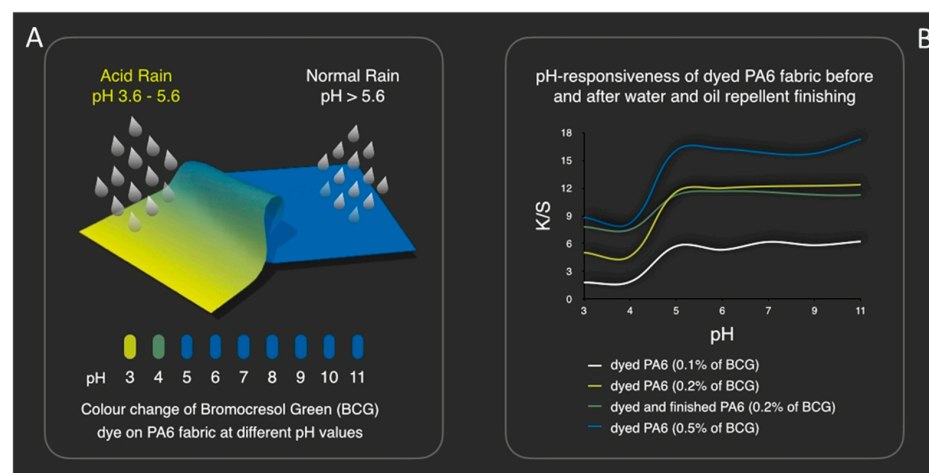 A
Acid Rain
pH 3.6 - 5.6
Normal Rain
pH > 5.6
pH 3 4 5 6 7 8 9 10 11
Colour change of Bromocresol Green (BCG)
dye on PA6 fabric at different pH values
B
pH-responsiveness of dyed PA6 fabric before
and after water and oil repellent finishing
18
15
12
9
6
3
0
K/S
3 4 5 6 7 9 11
pH
dyed PA6 (0.1% of BCG)
dyed PA6 (0.2% of BCG)
dyed and finished PA6 (0.2% of BCG)
dyed PA6 (0.5% of BCG)